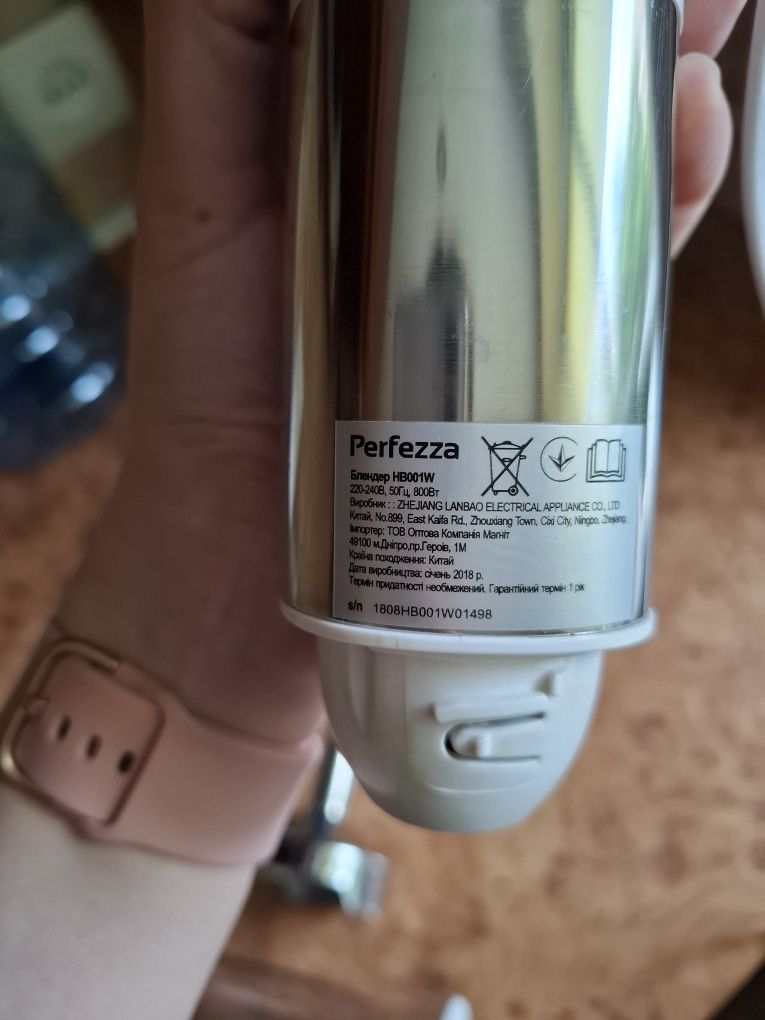 Perfezza
Блендер HB001W
220-240В, 50Гц, 800Вт
Виробник : : ZHEJIANG LANBAO ELECTRICAL APPLIANCE CO., LTD
Китай, No.899, East Kaifa Rd., Zhouxiang Town, Cixi City, Ningbo, Zhejiang,
Імпортер: ТОВ Оптова Компанія Магніт
49100 м.Дніпро,пр.Героїв, 1М
Країна походження: Китай
Дата виробництва: січень 2018 р.
Термін придатності необмежений. Гарантійний термін 1 рік
s/n 1808HB001W01498